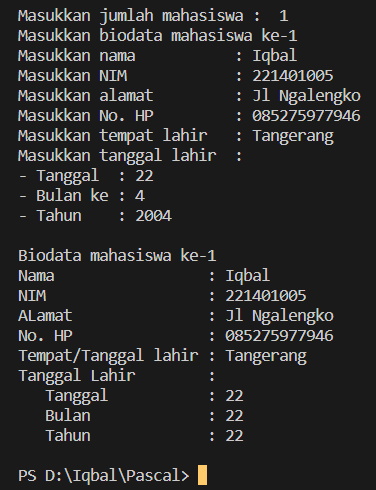 Masukkan jumlah mahasiswa :  1
Masukkan biodata mahasiswa ke-1
Masukkan nama          : Iqbal
Masukkan NIM           : 221401005
Masukkan alamat        : Jl Ngalengko
Masukkan No. HP        : 085275977946
Masukkan tempat lahir  : Tangerang
Masukkan tanggal lahir  :
- Tanggal  : 22
- Bulan ke : 4
- Tahun    : 2004
Biodata mahasiswa ke-1
Nama                 : Iqbal
NIM                  : 221401005
ALamat               : Jl Ngalengko
No. HP               : 085275977946
Tempat/Tanggal lahir : Tangerang
Tanggal Lahir        :
   Tanggal           : 22
   Bulan             : 22
   Tahun             : 22
PS D:\Iqbal\Pascal>